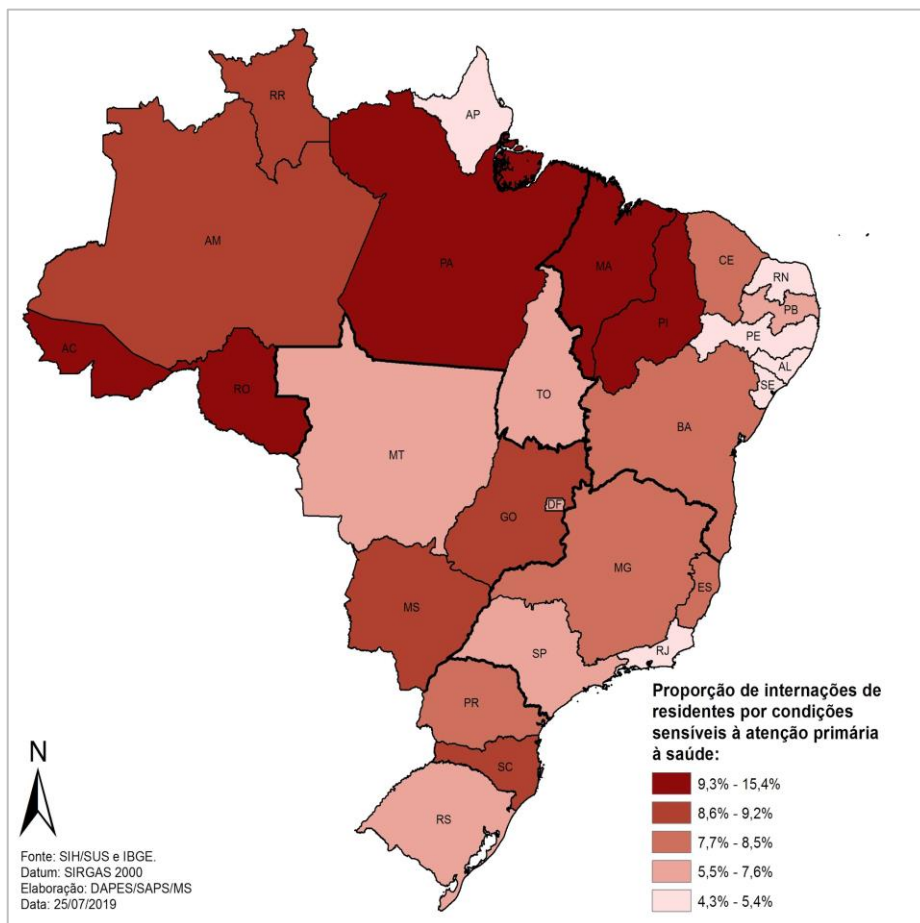 RR
AP
AM
PA
MA
CE
RN
PB
PI
PE
AL
SE
AC
RO
TO
BA
MT
DF
GO
MG
ES
MS
SP
RJ
PR
SC
RS
Proporção de internações de
residentes por condições
sensíveis à atenção primária
à saúde:
9,3% - 15,4%
8,6% - 9,2%
7,7% - 8,5%
5,5% - 7,6%
4,3% - 5,4%
N
Fonte: SIH/SUS e IBGE.
Datum: SIRGAS 2000
Elaboração: DAPES/SAPS/MS
Data: 25/07/2019